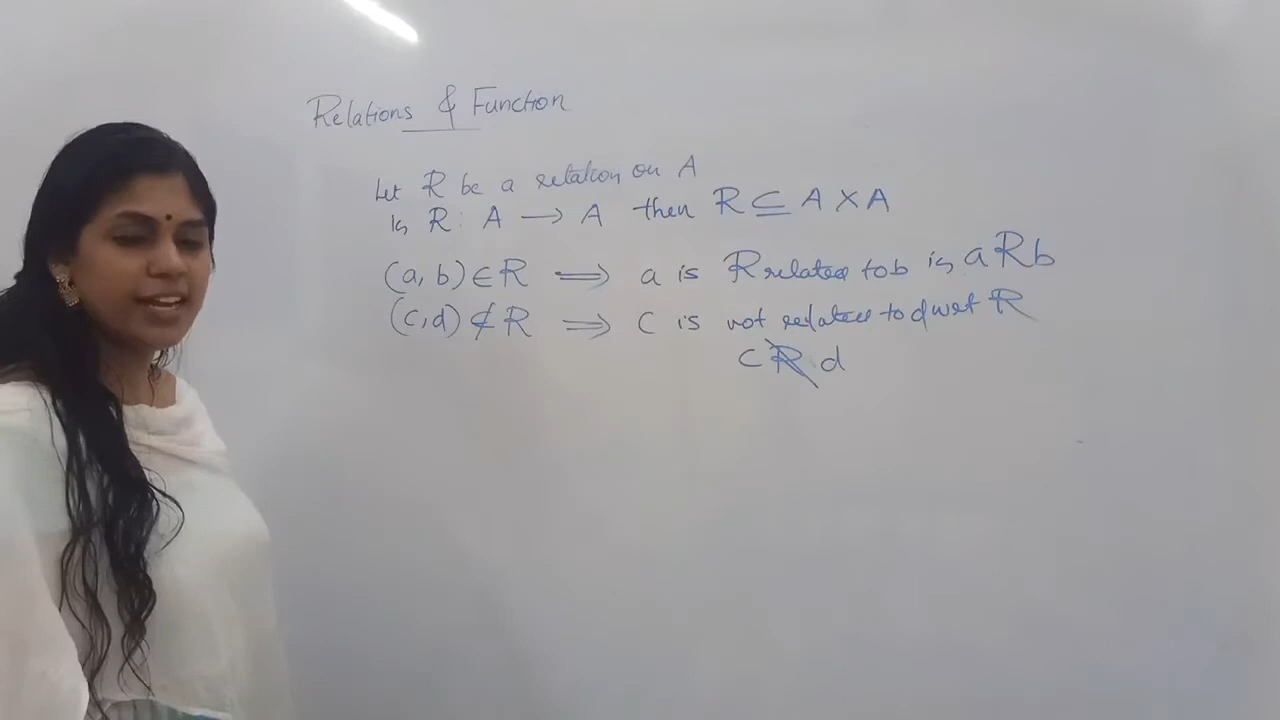 Relations & Function
Let R be a relation on A
is R: A → A then R ⊆ A × A
(a, b) ∈ R ⟹ a is R related to b is aRb
(c, d) ∉ R ⟹ C is not related to d wrt R
C R̸ d